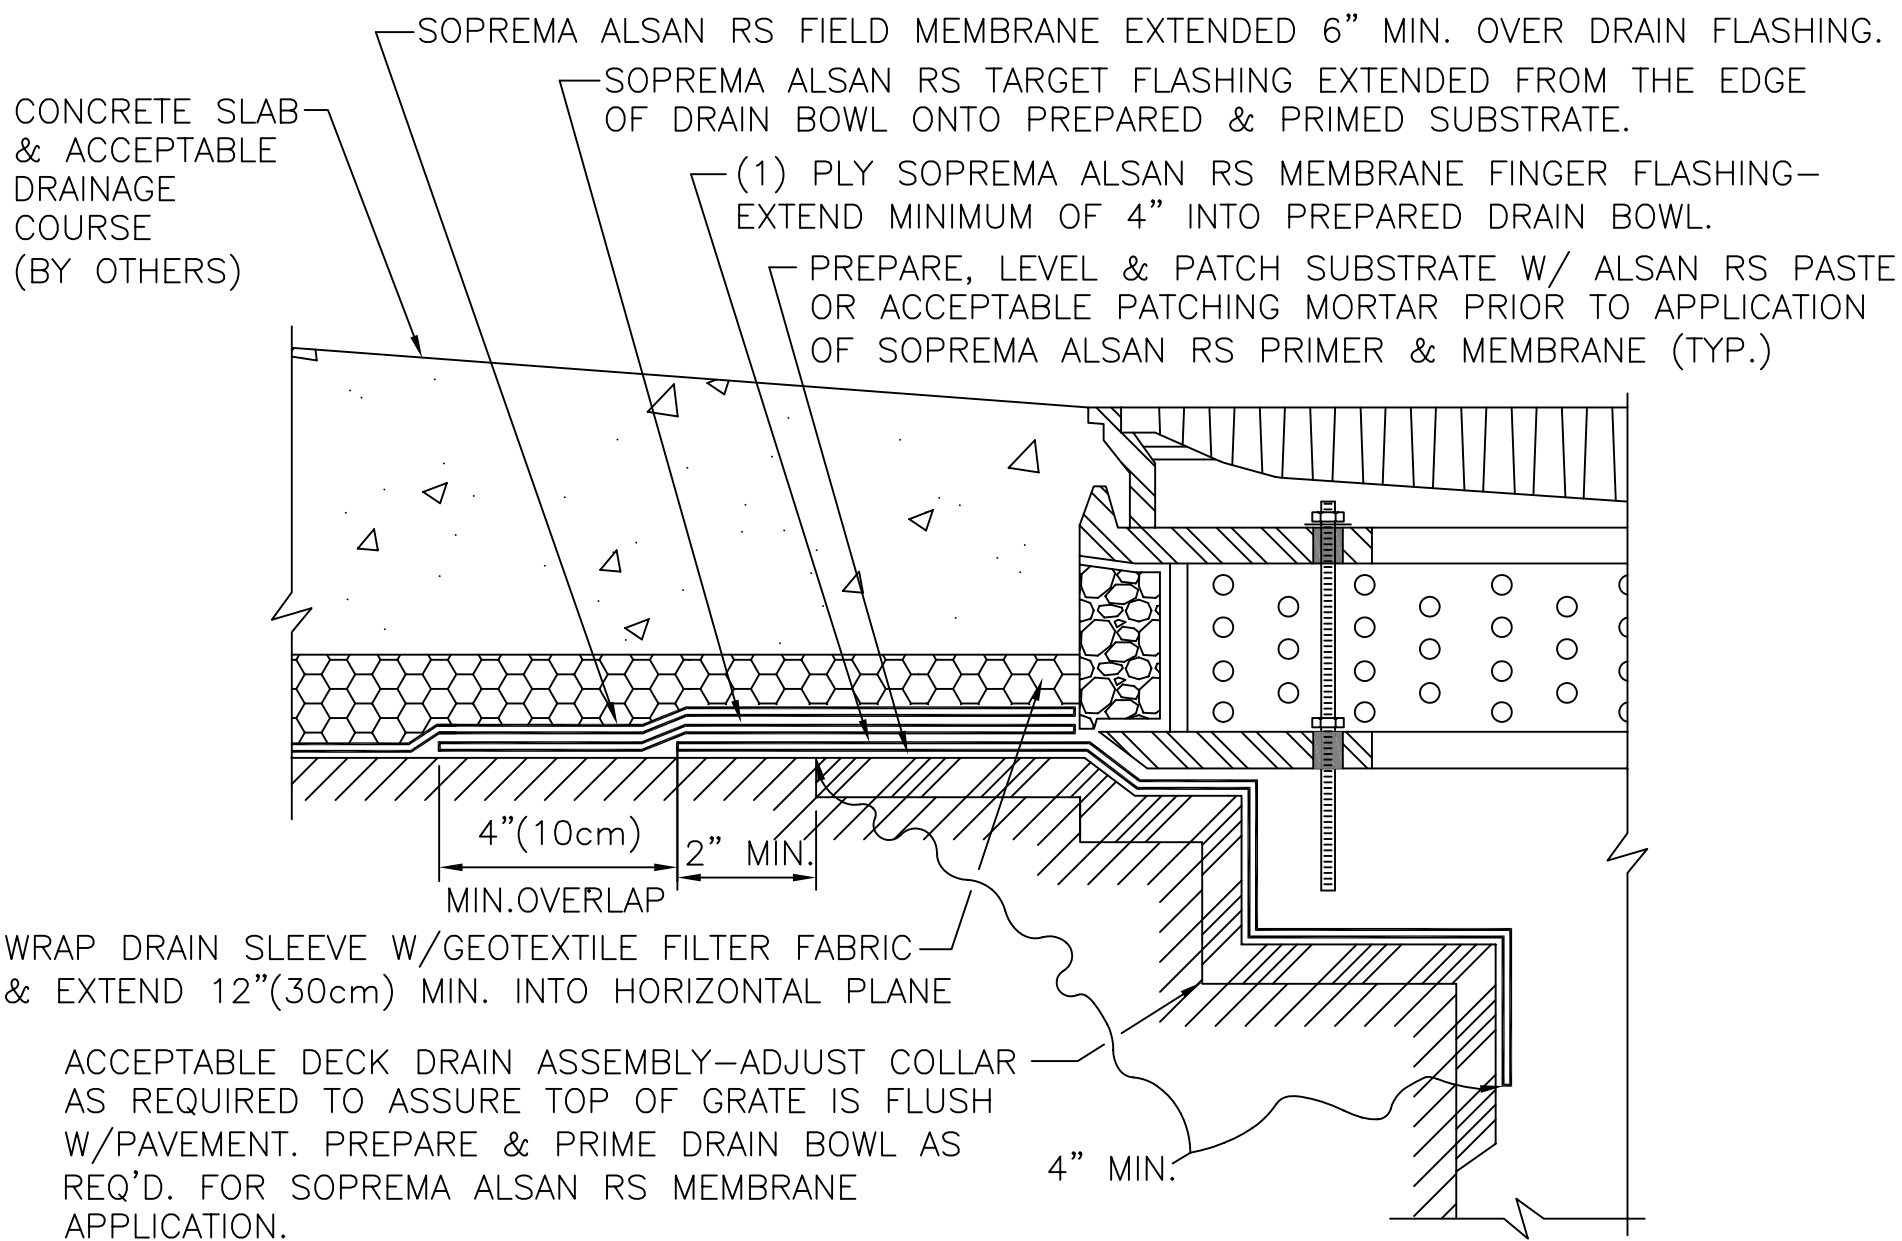 SOPREMA ALSAN RS FIELD MEMBRANE EXTENDED 6” MIN. OVER DRAIN FLASHING.
SOPREMA ALSAN RS TARGET FLASHING EXTENDED FROM THE EDGE
OF DRAIN BOWL ONTO PREPARED & PRIMED SUBSTRATE.
CONCRETE SLAB
& ACCEPTABLE
DRAINAGE
COURSE
(BY OTHERS)
(1) PLY SOPREMA ALSAN RS MEMBRANE FINGER FLASHING–
EXTEND MINIMUM OF 4” INTO PREPARED DRAIN BOWL.
PREPARE, LEVEL & PATCH SUBSTRATE W/ ALSAN RS PASTE
OR ACCEPTABLE PATCHING MORTAR PRIOR TO APPLICATION
OF SOPREMA ALSAN RS PRIMER & MEMBRANE (TYP.)
4”(10cm)
MIN.OVERLAP
2” MIN.
WRAP DRAIN SLEEVE W/GEOTEXTILE FILTER FABRIC
& EXTEND 12”(30cm) MIN. INTO HORIZONTAL PLANE
ACCEPTABLE DECK DRAIN ASSEMBLY–ADJUST COLLAR
AS REQUIRED TO ASSURE TOP OF GRATE IS FLUSH
W/PAVEMENT. PREPARE & PRIME DRAIN BOWL AS
REQ’D. FOR SOPREMA ALSAN RS MEMBRANE
APPLICATION.
4” MIN.